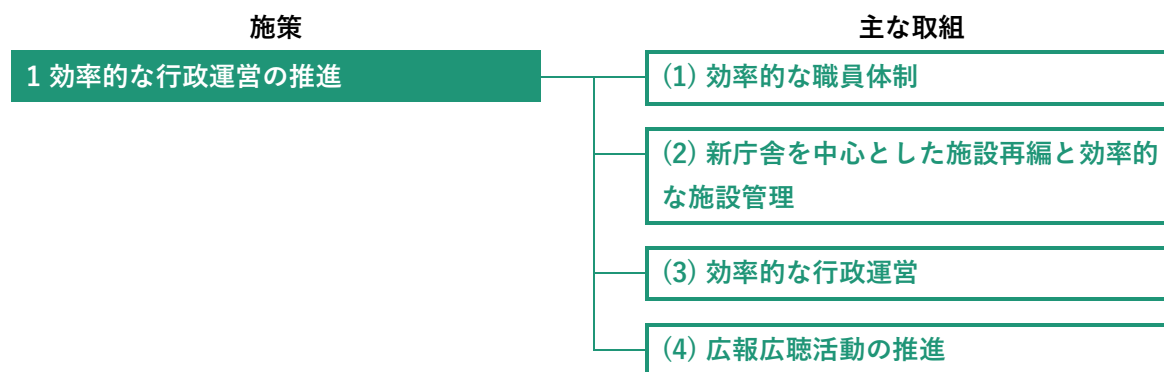 施策
主な取組
1 効率的な行政運営の推進
(1) 効率的な職員体制
(2) 新庁舎を中心とした施設再編と効率的
な施設管理
(3) 効率的な行政運営
(4) 広報広聴活動の推進